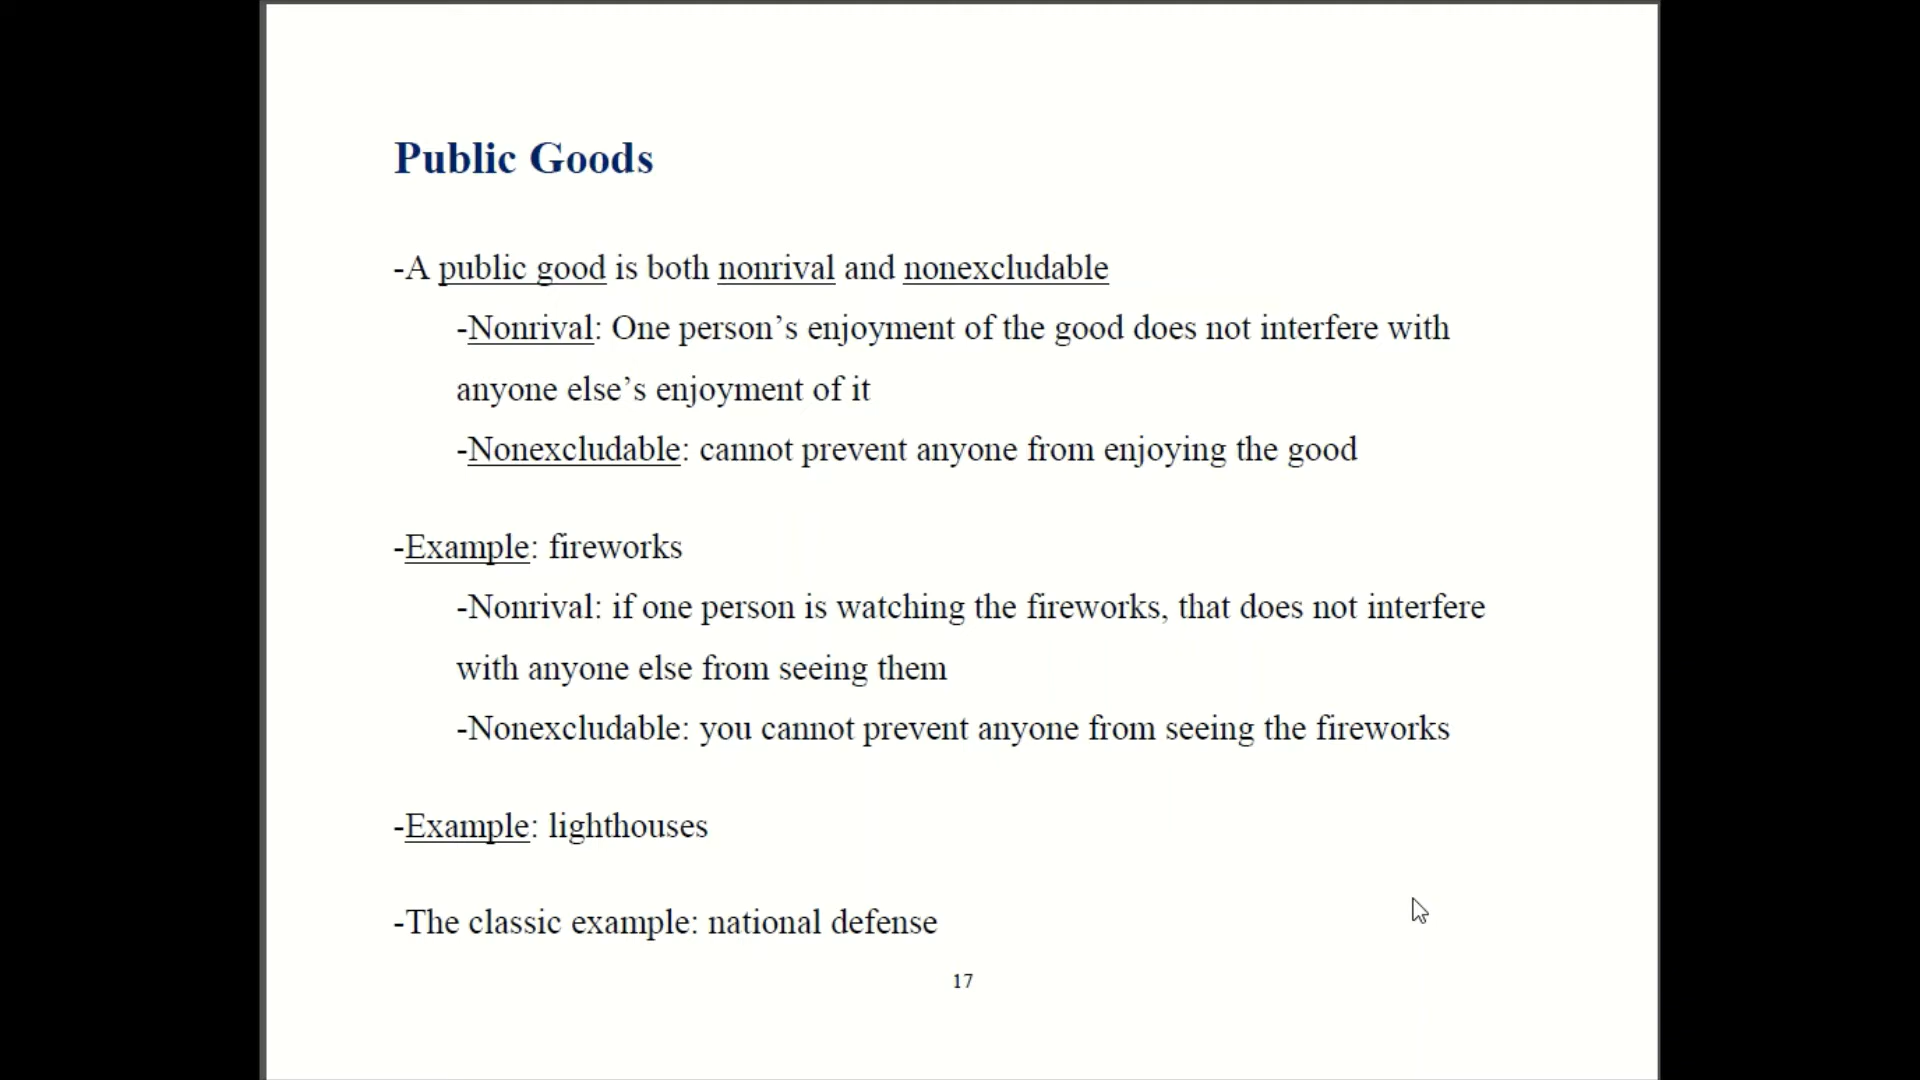 Public Goods
-A public good is both nonrival and nonexcludable
-Nonrival: One person’s enjoyment of the good does not interfere with
anyone else’s enjoyment of it
-Nonexcludable: cannot prevent anyone from enjoying the good
-Example: fireworks
-Nonrival: if one person is watching the fireworks, that does not interfere
with anyone else from seeing them
-Nonexcludable: you cannot prevent anyone from seeing the fireworks
-Example: lighthouses
-The classic example: national defense
17